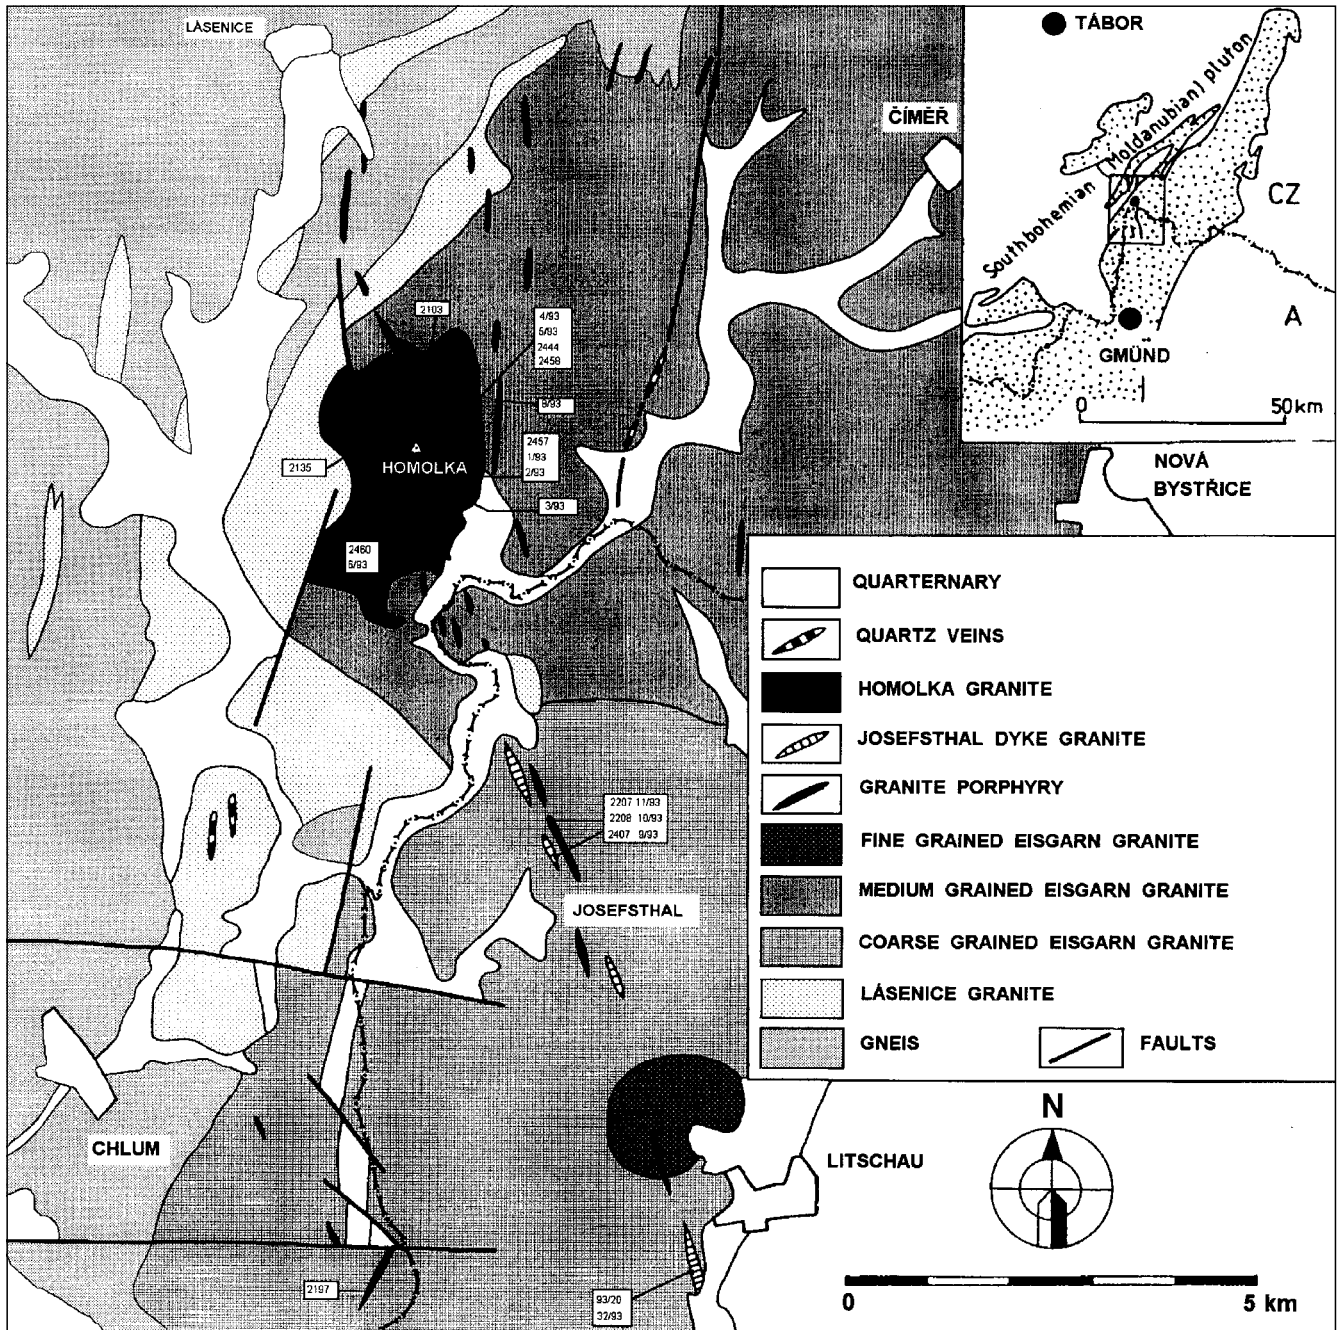 LÁSENICE
TÁBOR
ČÍMĚŘ
Southbohemian (Moldanubian) pluton
CZ
A
GMÜND
0 50 km
2103
4/93
5/93
2444
2458
8/93
2457
1/93
2/93
2135
HOMOLKA
3/93
2460
6/93
NOVÁ
BYSTŘICE
QUARTERNARY
QUARTZ VEINS
HOMOLKA GRANITE
JOSEFSTHAL DYKE GRANITE
GRANITE PORPHYRY
FINE GRAINED EISGARN GRANITE
MEDIUM GRAINED EISGARN GRANITE
COARSE GRAINED EISGARN GRANITE
LÁSENICE GRANITE
GNEIS
FAULTS
2207 11/93
2208 10/93
2407 9/93
JOSEFSTHAL
CHLUM
LITSCHAU
N
2197
93/20
32/93
0 5 km